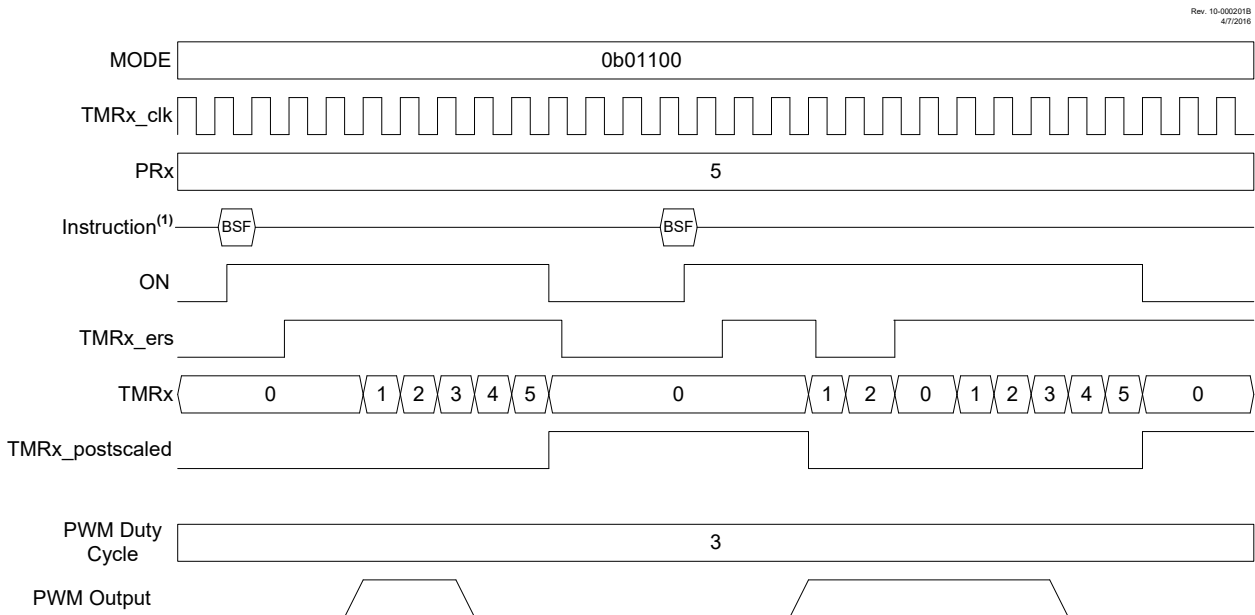 Rev. 10-000201B
4/7/2016
MODE 0b01100
TMRx_clk
PRx 5
Instruction(1) BSF BSF
ON
TMRx_ers
TMRx 0 1 2 3 4 5 0 1 2 0 1 2 3 4 5 0
TMRx_postscaled
PWM Duty
Cycle 3
PWM Output